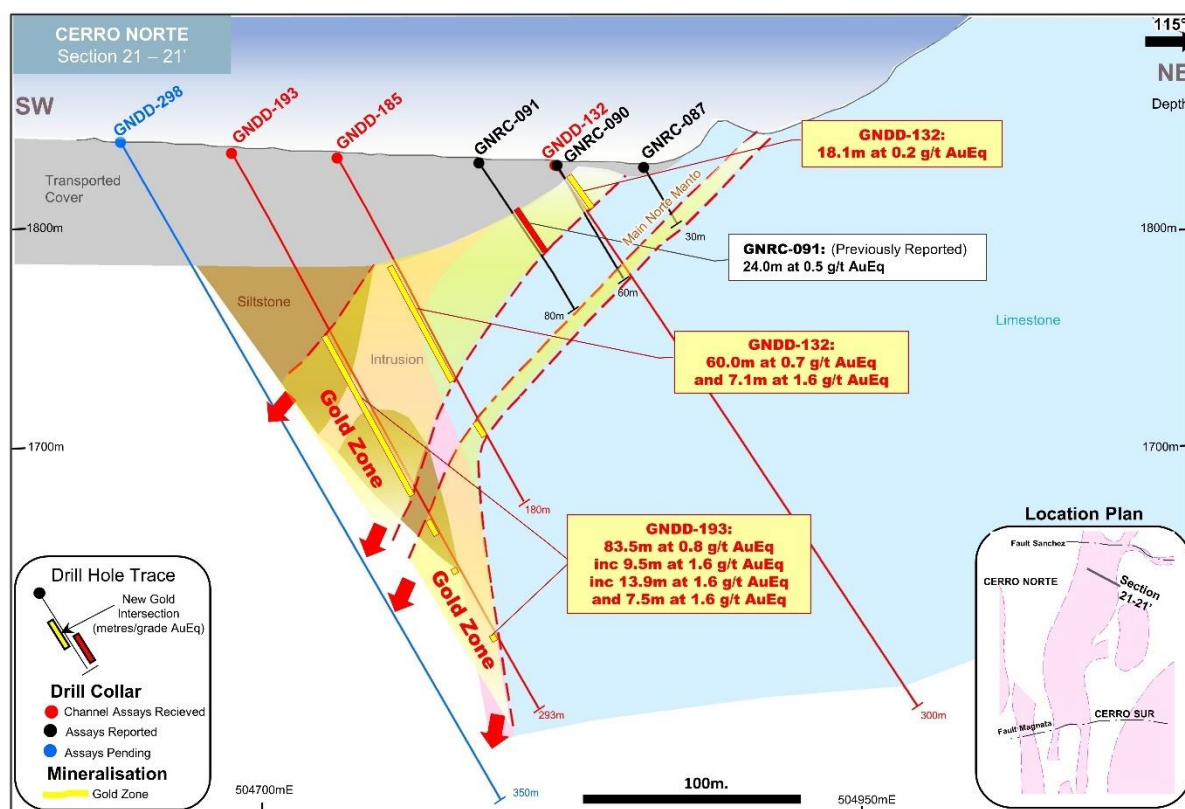 CERRO NORTE
Section 21 – 21'
115°
SW
NE
Depth
GNDD-298
GNDD-193
GNDD-185
GNRC-091
GNDD-132
GNRC-090
GNRC-087
GNDD-132:
18.1m at 0.2 g/t AuEq
Transported
Cover
Main Norte Manto
1800m
1800m
30m
GNRC-091: (Previously Reported)
24.0m at 0.5 g/t AuEq
60m
80m
Siltstone
Limestone
Intrusion
GNDD-132:
60.0m at 0.7 g/t AuEq
and 7.1m at 1.6 g/t AuEq
Gold Zone
1700m
1700m
180m
GNDD-193:
83.5m at 0.8 g/t AuEq
inc 9.5m at 1.6 g/t AuEq
inc 13.9m at 1.6 g/t AuEq
and 7.5m at 1.6 g/t AuEq
Gold Zone
293m
300m
350m
Drill Hole Trace
New Gold
Intersection
(metres/grade AuEq)
Drill Collar
Channel Assays Recieved
Assays Reported
Assays Pending
Mineralisation
Gold Zone
504700mE
100m.
504950mE
Location Plan
Fault Sanchez
CERRO NORTE
Section
21-21'
Fault Magnata
CERRO SUR